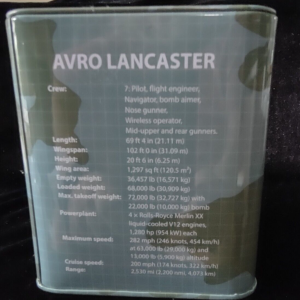 AVRO LANCASTER
Crew: 7: Pilot, flight engineer,
Navigator, bomb aimer,
Nose gunner,
Wireless operator,
Mid-upper and rear gunners.
Length: 69 ft 4 in (21.11 m)
Wingspan: 102 ft 0 in (31.09 m)
Height: 20 ft 6 in (6.25 m)
Wing area: 1,297 sq ft (120.5 m²)
Empty weight: 36,457 lb (16,571 kg)
Loaded weight: 68,000 lb (30,909 kg)
Max. takeoff weight: 72,000 lb (32,727 kg) with
22,000 lb (10,000 kg) bomb
Powerplant: 4 x Rolls-Royce Merlin XX
liquid-cooled V12 engines,
1,280 hp (954 kW) each
Maximum speed: 282 mph (246 knots, 454 km/h)
at 63,000 lb (29,000 kg) and
13,000 lb (5,900 kg) altitude
Cruise speed: 200 mph (174 knots, 322 km/h)
Range: 2,530 mi (2,200 nmi, 4,073 km)